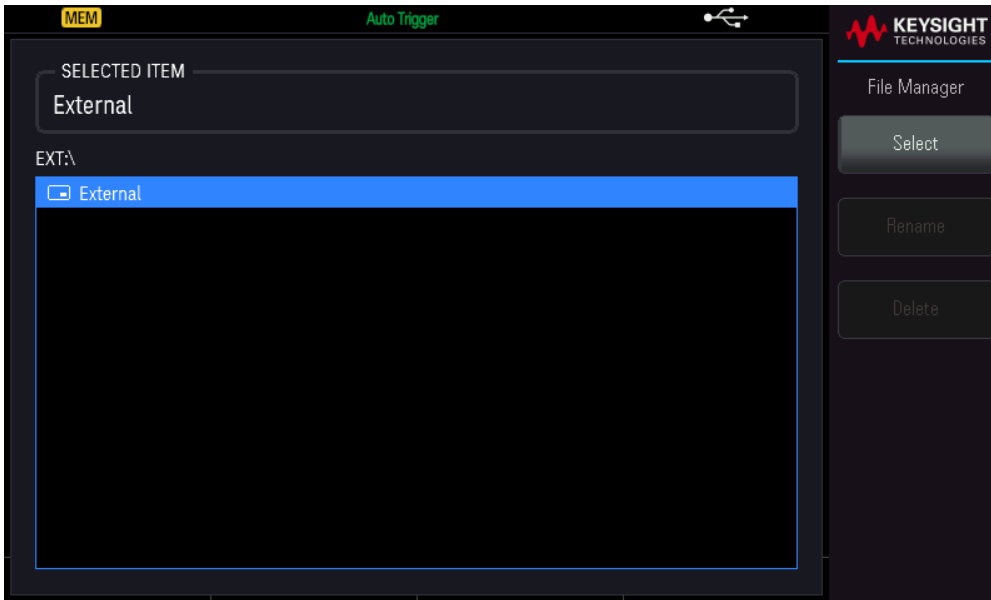 MEM
Auto Trigger
KEYSIGHT
TECHNOLOGIES
File Manager
SELECTED ITEM
External
Select
EXT:\
External
Rename
Delete